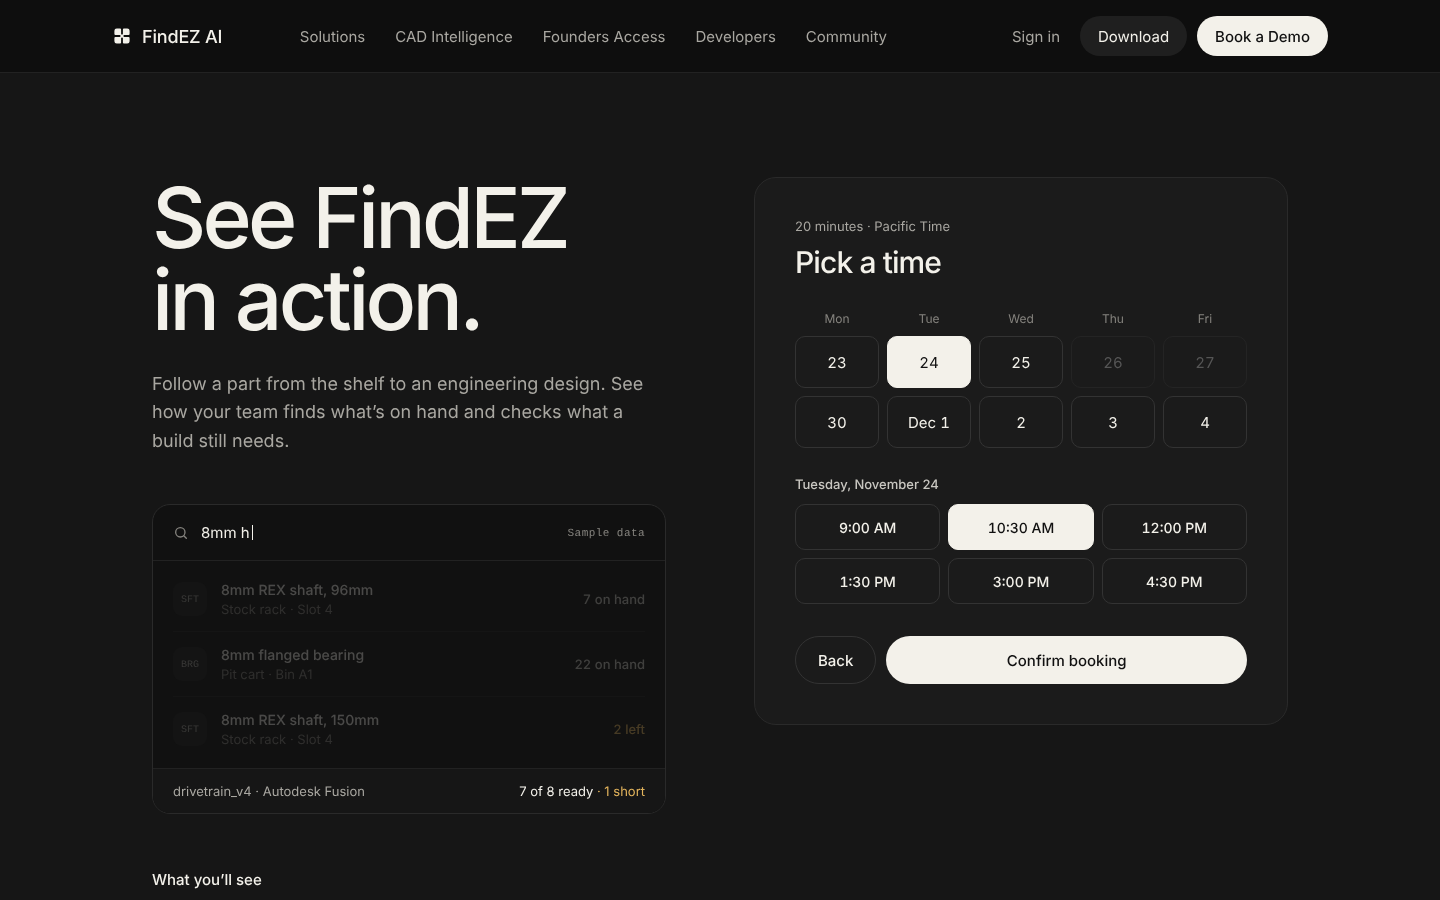 FindEZ AI
Solutions
CAD Intelligence
Founders Access
Developers
Community
Sign in
Download
Book a Demo
See FindEZ
in action.
Follow a part from the shelf to an engineering design. See
how your team finds what’s on hand and checks what a
build still needs.
8mm h
Sample data
SFT
8mm REX shaft, 96mm
Stock rack · Slot 4
7 on hand
BRG
8mm flanged bearing
Pit cart · Bin A1
22 on hand
SFT
8mm REX shaft, 150mm
Stock rack · Slot 4
2 left
drivetrain_v4 · Autodesk Fusion
7 of 8 ready · 1 short
What you’ll see
20 minutes · Pacific Time
Pick a time
Mon Tue Wed Thu Fri
23 24 25 26 27
30 Dec 1 2 3 4
Tuesday, November 24
9:00 AM 10:30 AM 12:00 PM
1:30 PM 3:00 PM 4:30 PM
Back
Confirm booking